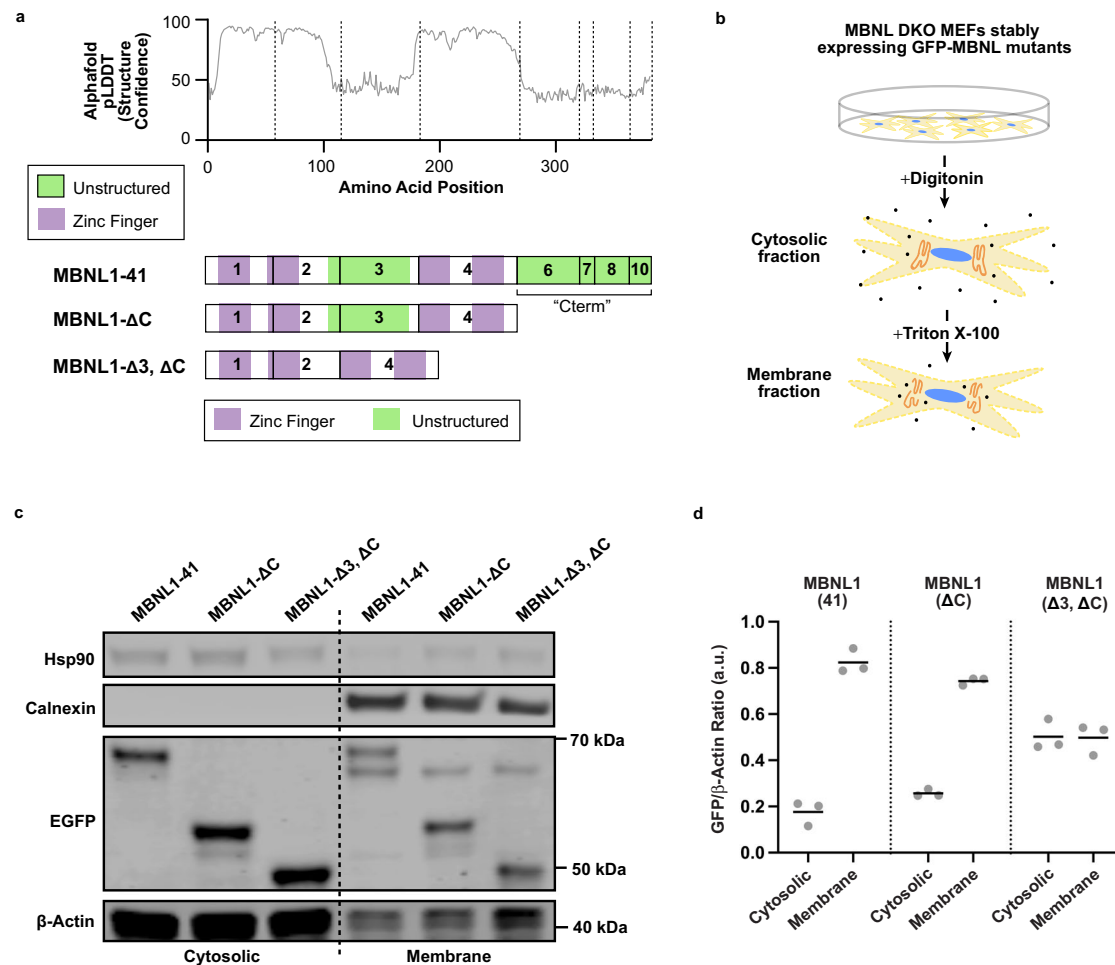 a
Alphafold
pLDDT
(Structure
Confidence)
100
50
0
0
100
200
300
Amino Acid Position
Unstructured
Zinc Finger
MBNL1-41
1
2
3
4
6
7
8
10
"Cterm"
MBNL1-ΔC
1
2
3
4
MBNL1-Δ3, ΔC
1
2
4
Zinc Finger
Unstructured
b
MBNL DKO MEFs stably
expressing GFP-MBNL mutants
+Digitonin
Cytosolic
fraction
+Triton X-100
Membrane
fraction
c
MBNL1-41
MBNL1-ΔC
MBNL1-Δ3, ΔC
MBNL1-41
MBNL1-ΔC
MBNL1-Δ3, ΔC
Hsp90
Calnexin
EGFP
β-Actin
70 kDa
50 kDa
40 kDa
Cytosolic
Membrane
d
MBNL1
(41)
MBNL1
(ΔC)
MBNL1
(Δ3, ΔC)
GFP/β-Actin Ratio (a.u.)
1.0
0.8
0.6
0.4
0.2
0.0
Cytosolic
Membrane
Cytosolic
Membrane
Cytosolic
Membrane